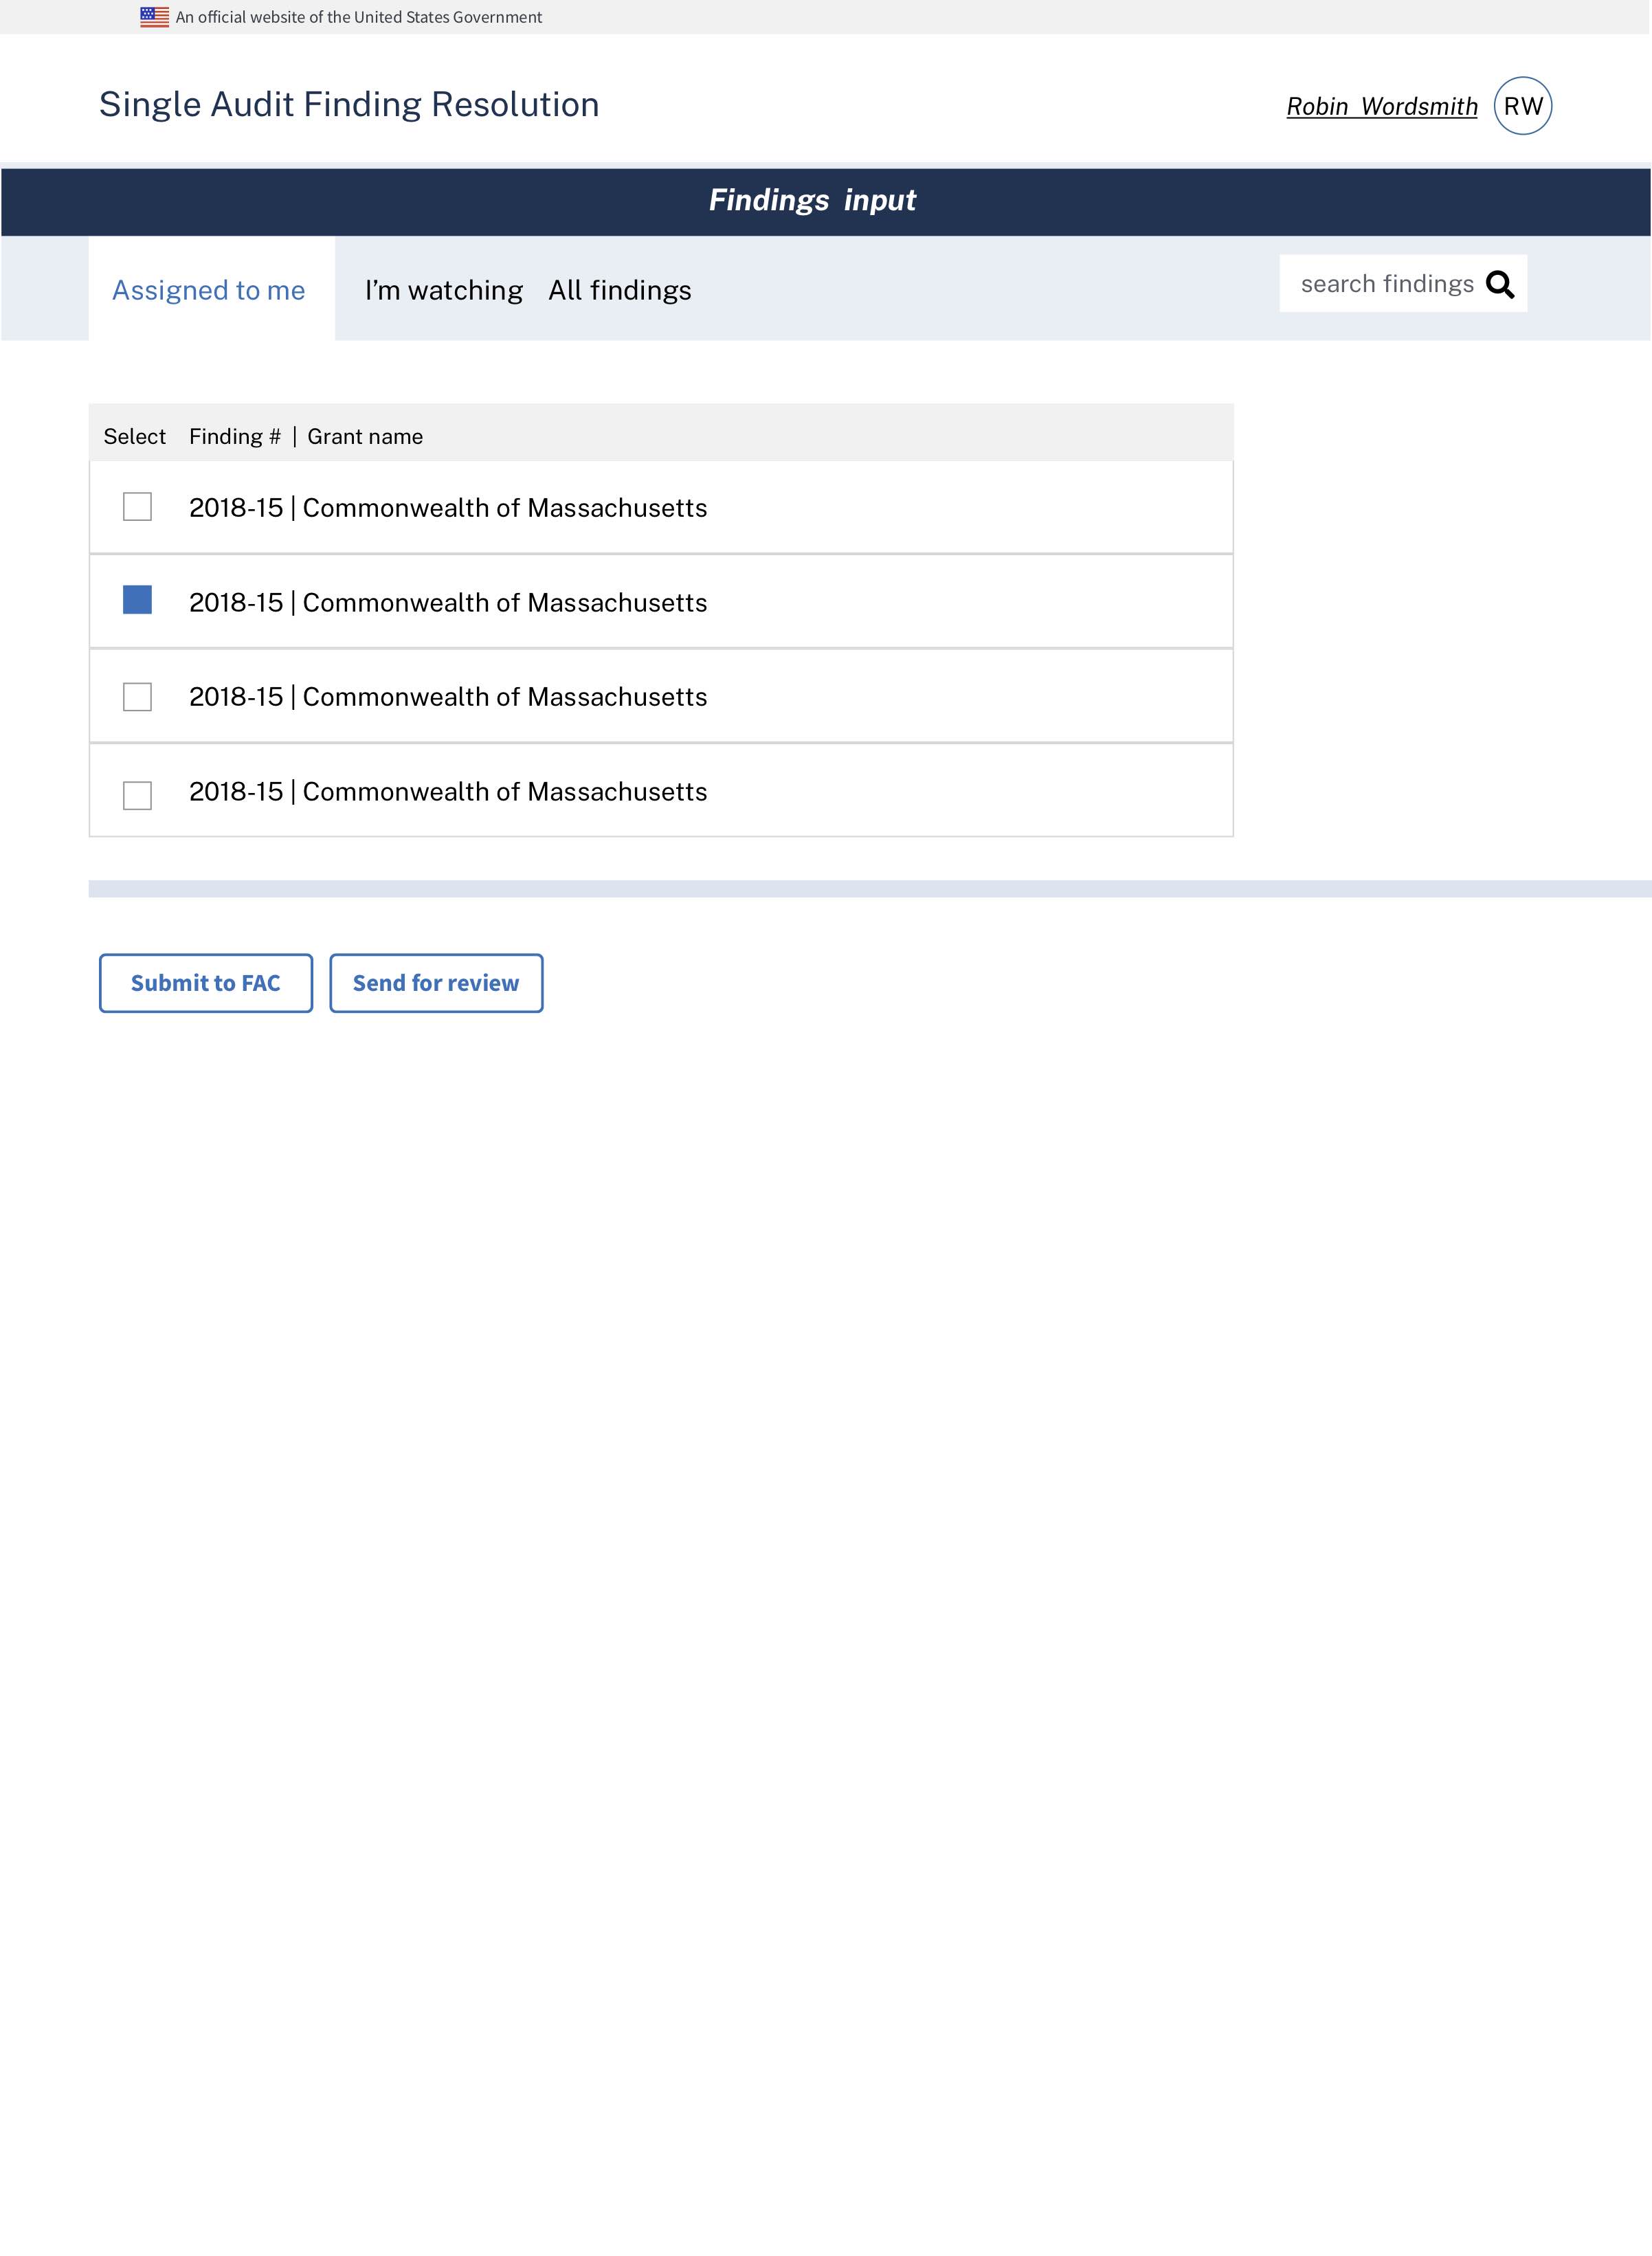 An official website of the United States Government
Single Audit Finding Resolution
Robin Wordsmith RW
Findings input
Assigned to me I’m watching All findings search findings
Select Finding # | Grant name
2018-15 | Commonwealth of Massachusetts
2018-15 | Commonwealth of Massachusetts
2018-15 | Commonwealth of Massachusetts
2018-15 | Commonwealth of Massachusetts
Submit to FAC Send for review